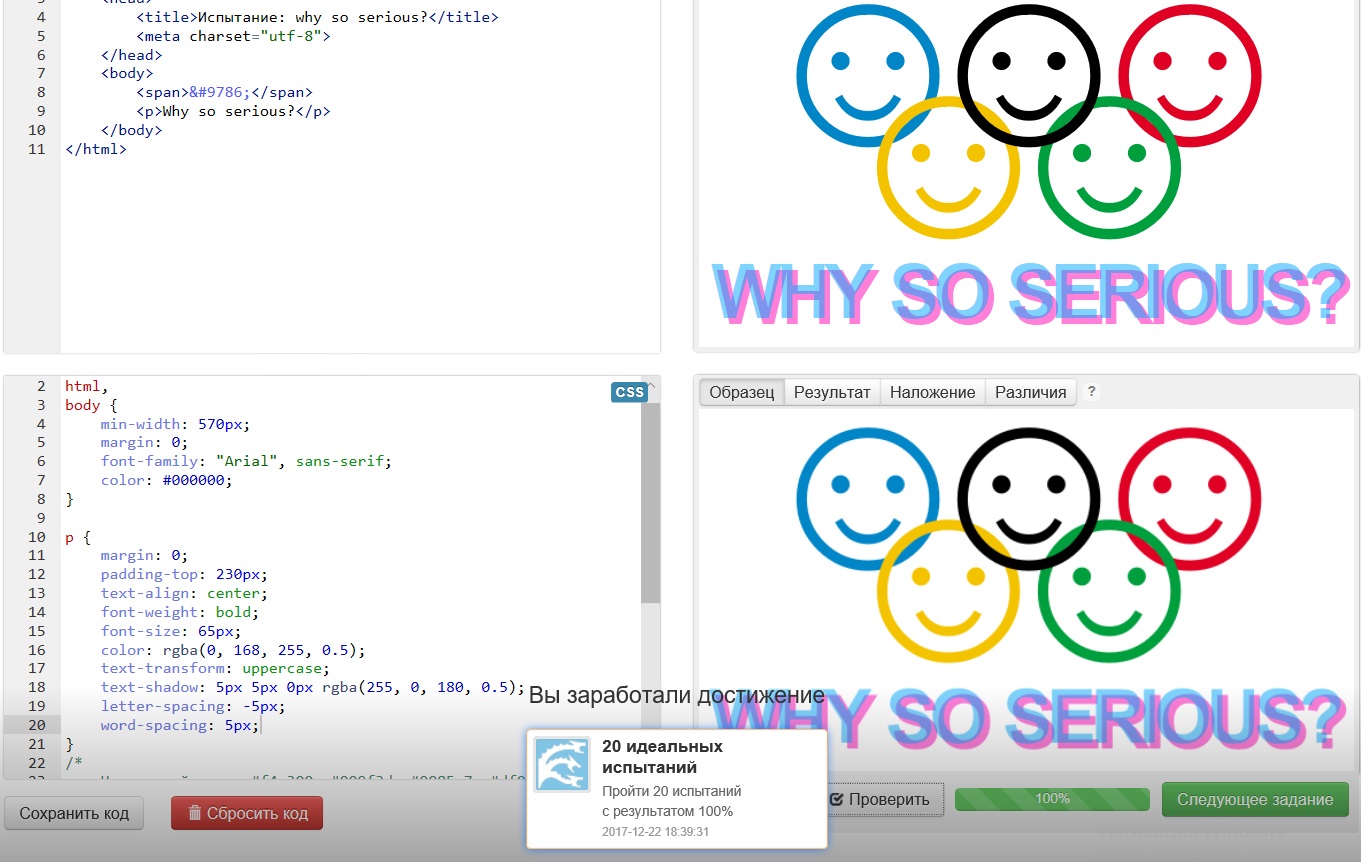 3 <head>
4 <title>Испытание: why so serious?</title>
5 <meta charset="utf-8">
6 </head>
7 <body>
8 <span>&#9786;</span>
9 <p>Why so serious?</p>
10 </body>
11 </html>
WHY SO SERIOUS?
2 html,
3 body {
4 min-width: 570px;
5 margin: 0;
6 font-family: "Arial", sans-serif;
7 color: #000000;
8 }
9
10 p {
11 margin: 0;
12 padding-top: 230px;
13 text-align: center;
14 font-weight: bold;
15 font-size: 65px;
16 color: rgba(0, 168, 255, 0.5);
17 text-transform: uppercase;
18 text-shadow: 5px 5px 0px rgba(255, 0, 180, 0.5);
19 letter-spacing: -5px;
20 word-spacing: 5px;
21 }
22 /*
CSS
Образец Результат Наложение Различия ?
WHY SO SERIOUS?
Вы заработали достижение
20 идеальных
испытаний
Пройти 20 испытаний
с результатом 100%
2017-12-22 18:39:31
Сохранить код Сбросить код Проверить 100% Следующее задание